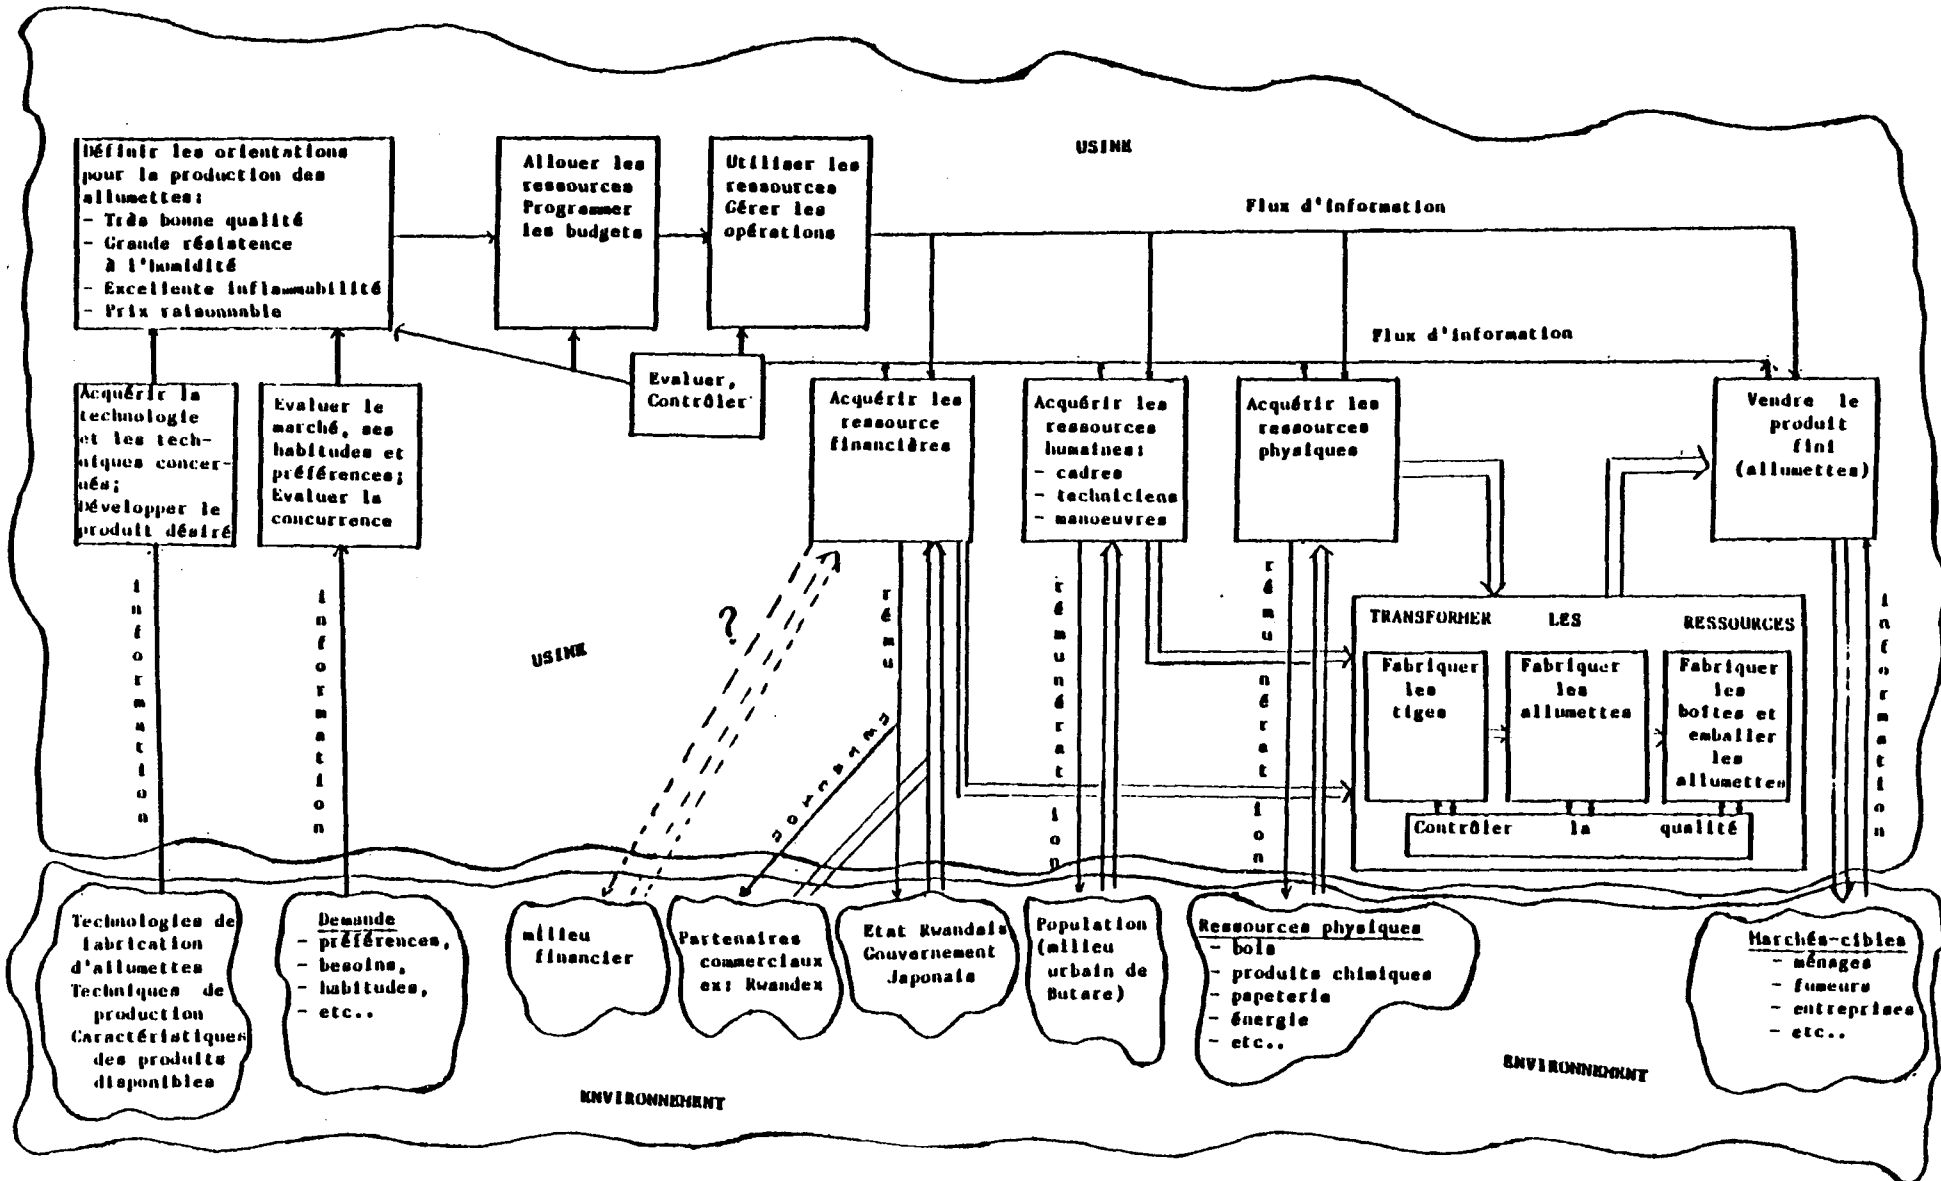 USINE
Définir les orientations
pour la production des
allumettes:
- Très bonne qualité
- Grande résistence
à l'humidité
- Excellente inflammabilité
- Prix raisonnable
Allouer les
ressources
Programmer
les budgets
Utiliser les
ressources
Gérer les
opérations
Flux d'information
Flux d'information
Evaluer,
Contrôler
Acquérir la
technologie
et les tech-
niques concer-
nés;
Développer le
produit désiré
Evaluer le
marché, ses
habitudes et
préférences;
Evaluer la
concurrence
Acquérir les
ressource
financières
Acquérir les
ressources
humaines:
- cadres
- techniciens
- manoeuvres
Acquérir les
ressources
physiques
Vendre le
produit
fini
(allumettes)
information
information
USINE
?
rému
rémunération
rémunération
information
TRANSFORMER LES RESSOURCES
Fabriquer
les
tiges
Fabriquer
les
allumettes
Fabriquer
les
boîtes et
emballer
les
allumettes
Contrôler la qualité
Technologies de
fabrication
d'allumettes
Techniques de
production
Caractéristiques
des produits
disponibles
Demande
- préférences,
- besoins,
- habitudes,
- etc..
milieu
financier
Partenaires
commerciaux
ex: Rwandex
Etat Rwandais
Gouvernement
Japonais
Population
(milieu
urbain de
Butare)
Ressources physiques
- bois
- produits chimiques
- papeterie
- énergie
- etc..
Marchés-cibles
- ménages
- fumeurs
- entreprises
- etc..
ENVIRONNEMENT
ENVIRONNEMENT